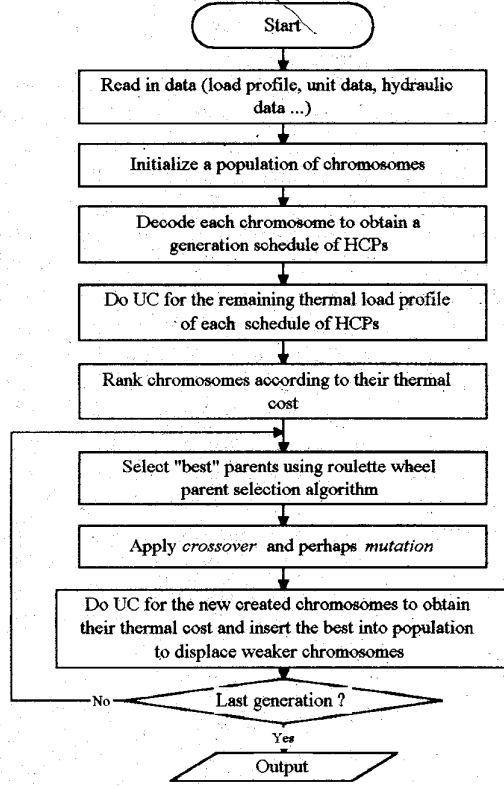 Start
Read in data (load profile, unit data, hydraulic
data ...)
Initialize a population of chromosomes
Decode each chromosome to obtain a
generation schedule of HCPs
Do UC for the remaining thermal load profile
of each schedule of HCPs
Rank chromosomes according to their thermal
cost
Select "best" parents using roulette wheel
parent selection algorithm
Apply crossover and perhaps mutation
Do UC for the new created chromosomes to obtain
their thermal cost and insert the best into population
to displace weaker chromosomes
No
Last generation ?
Yes
Output